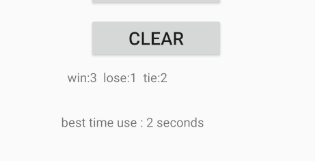 CLEAR
win:3 lose:1 tie:2
best time use : 2 seconds